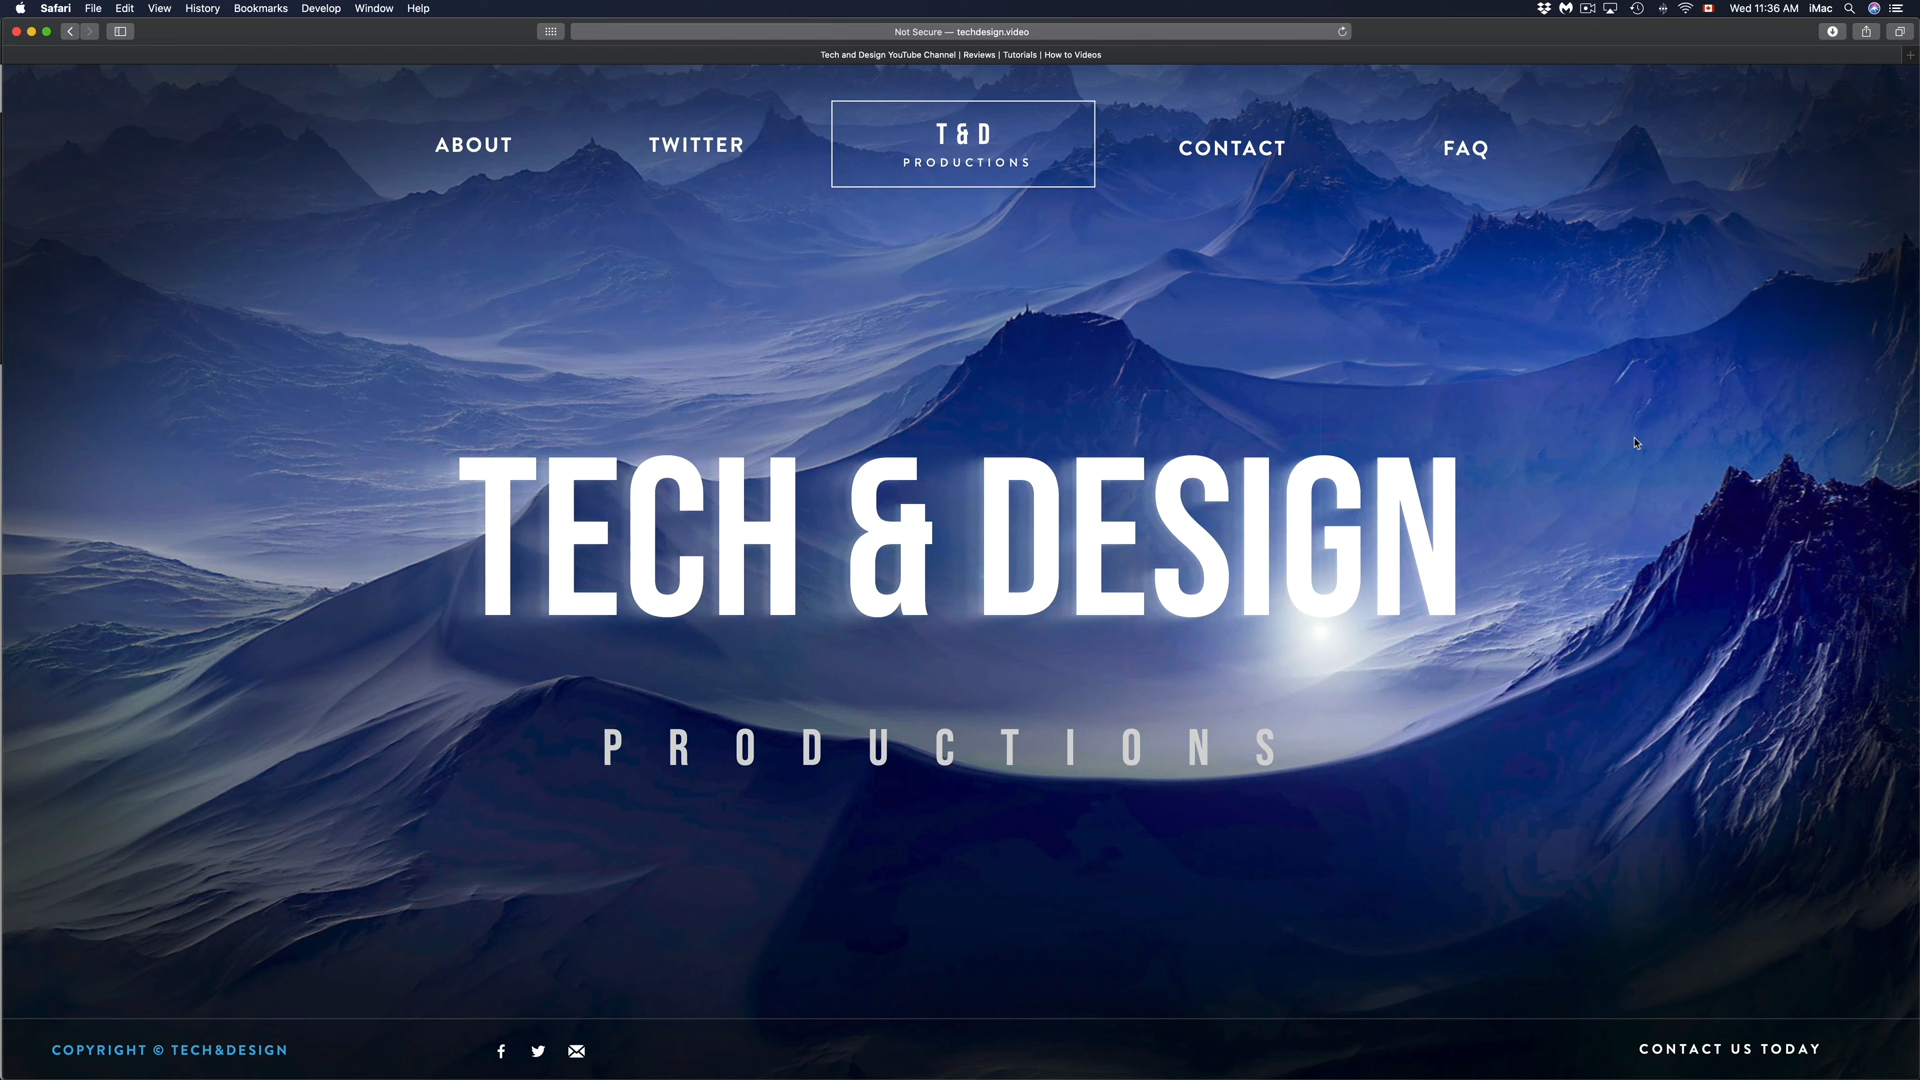 Safari File Edit View History Bookmarks Develop Window Help Wed 11:36 AM iMac
Not Secure — techdesign.video
Tech and Design YouTube Channel | Reviews | Tutorials | How to Videos
ABOUT TWITTER T&D CONTACT FAQ
PRODUCTIONS
TECH & DESIGN
PRODUCTIONS
COPYRIGHT © TECH&DESIGN CONTACT US TODAY